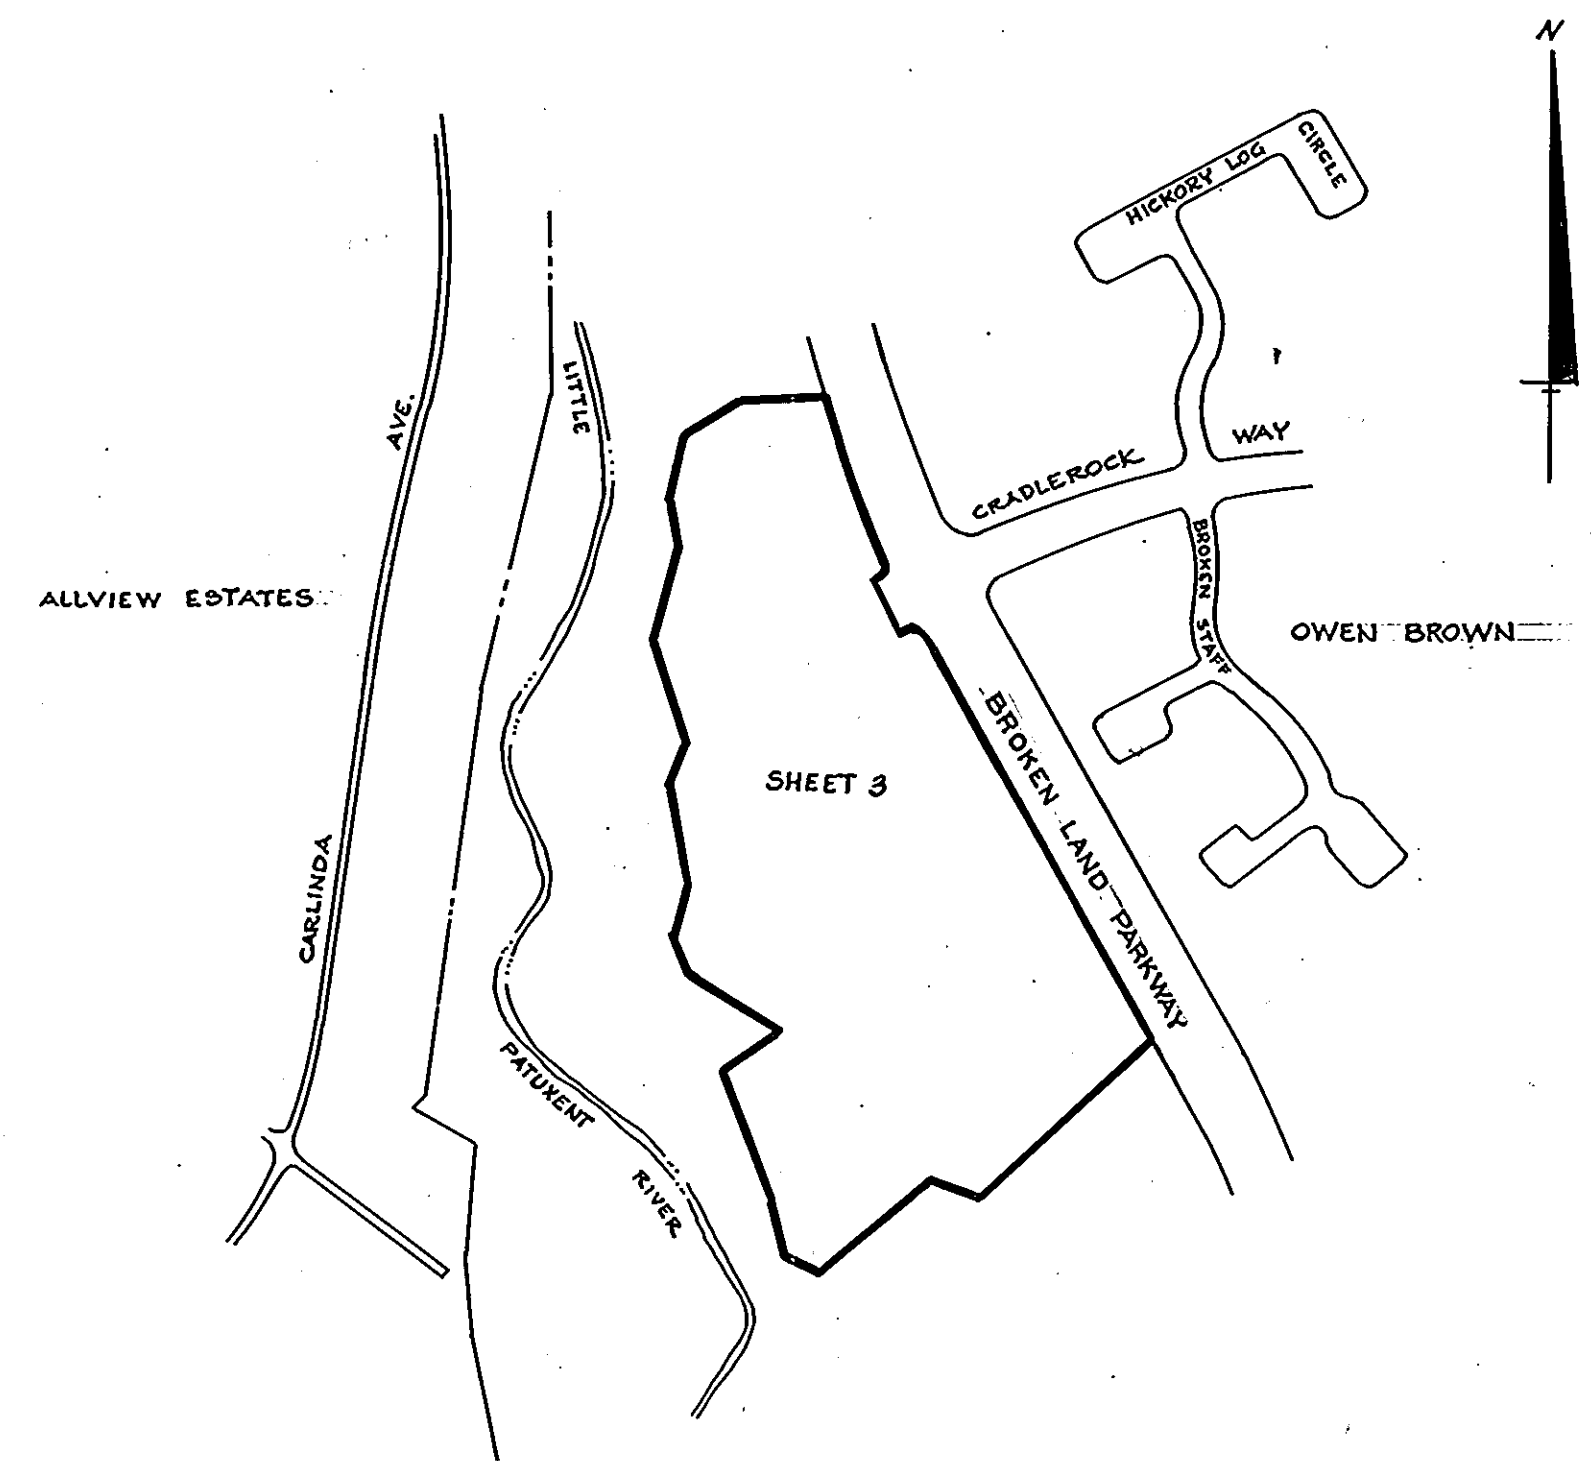 N
HICKORY LOG CIRCLE
LITTLE
AVE.
WAY
CRADLEROCK
BROKEN STAFF
ALLVIEW ESTATES
OWEN BROWN
BROKEN LAND PARKWAY
SHEET 3
CARLINDA
PATUXENT
RIVER